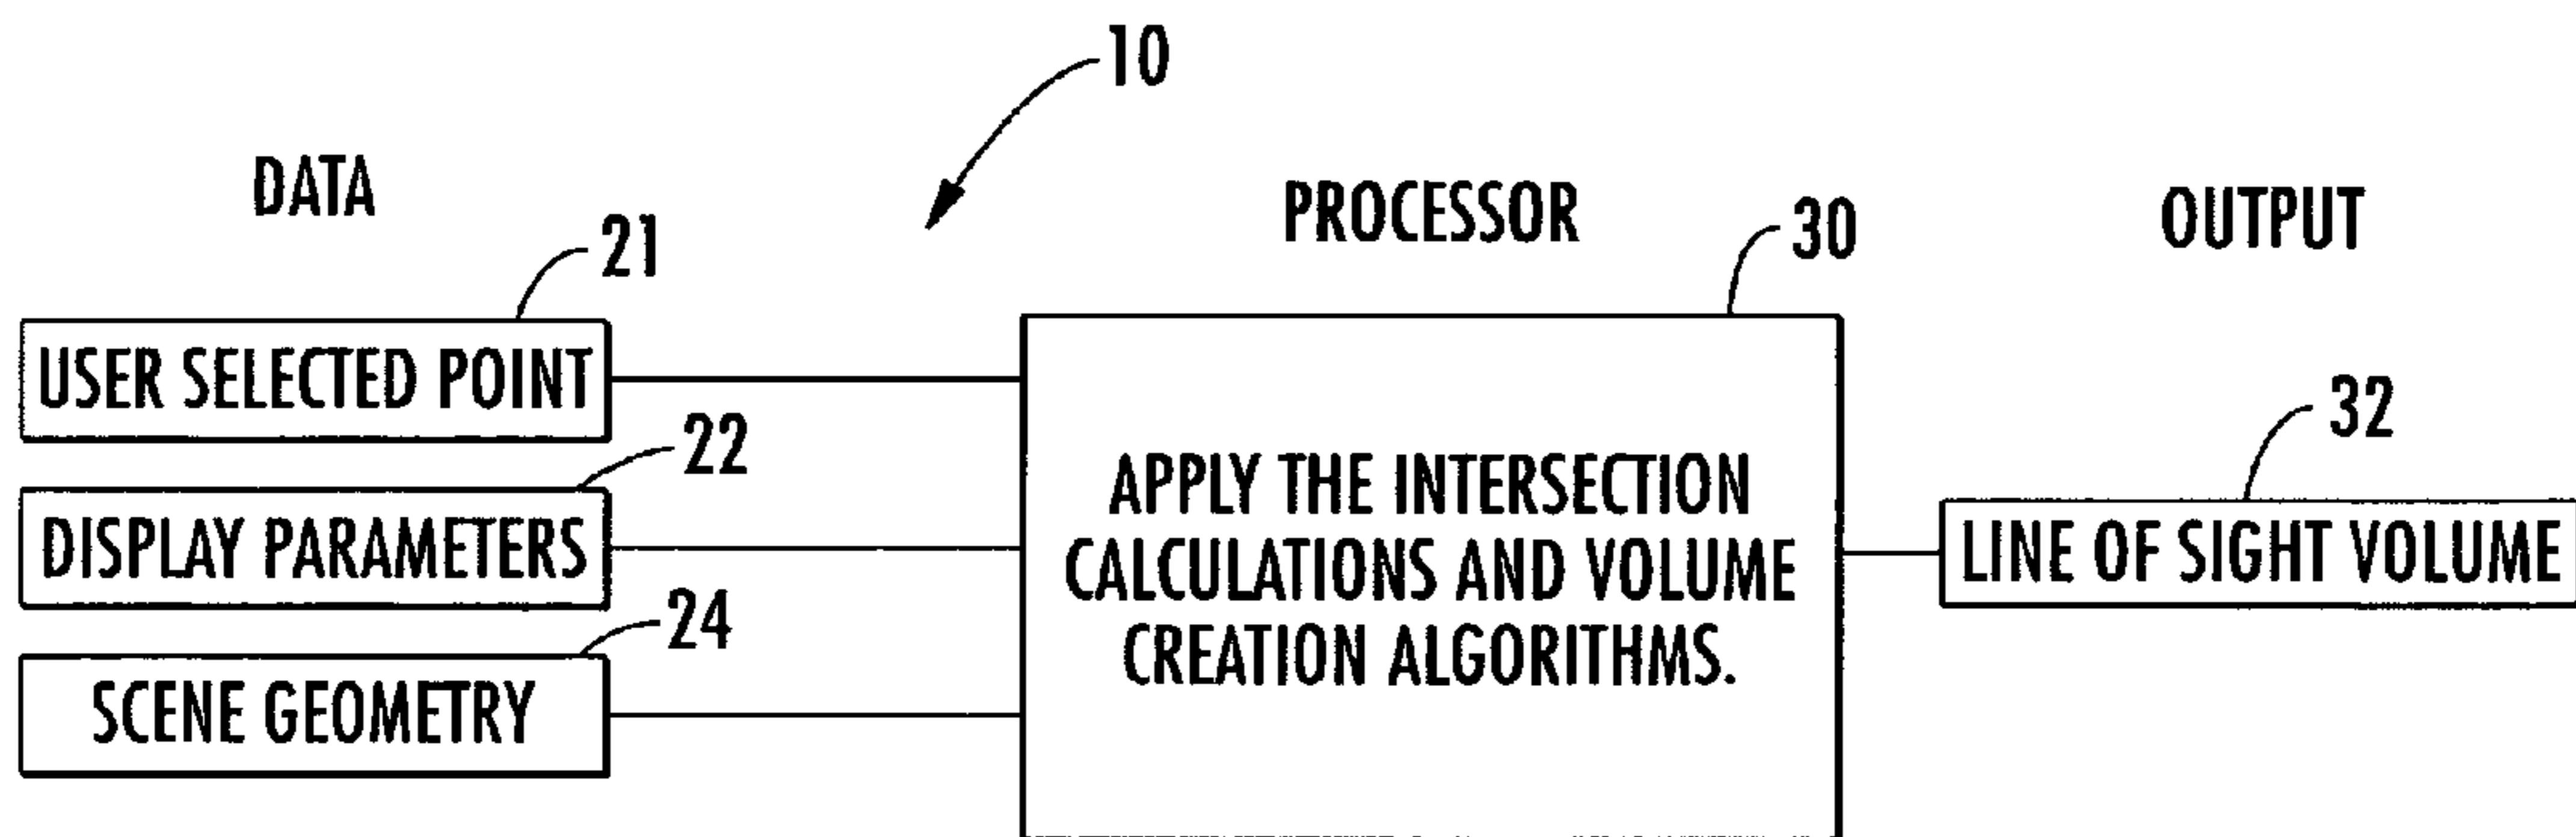 10
DATA
PROCESSOR
OUTPUT
21
30
USER SELECTED POINT
22
DISPLAY PARAMETERS
24
SCENE GEOMETRY
APPLY THE INTERSECTION
CALCULATIONS AND VOLUME
CREATION ALGORITHMS.
32
LINE OF SIGHT VOLUME